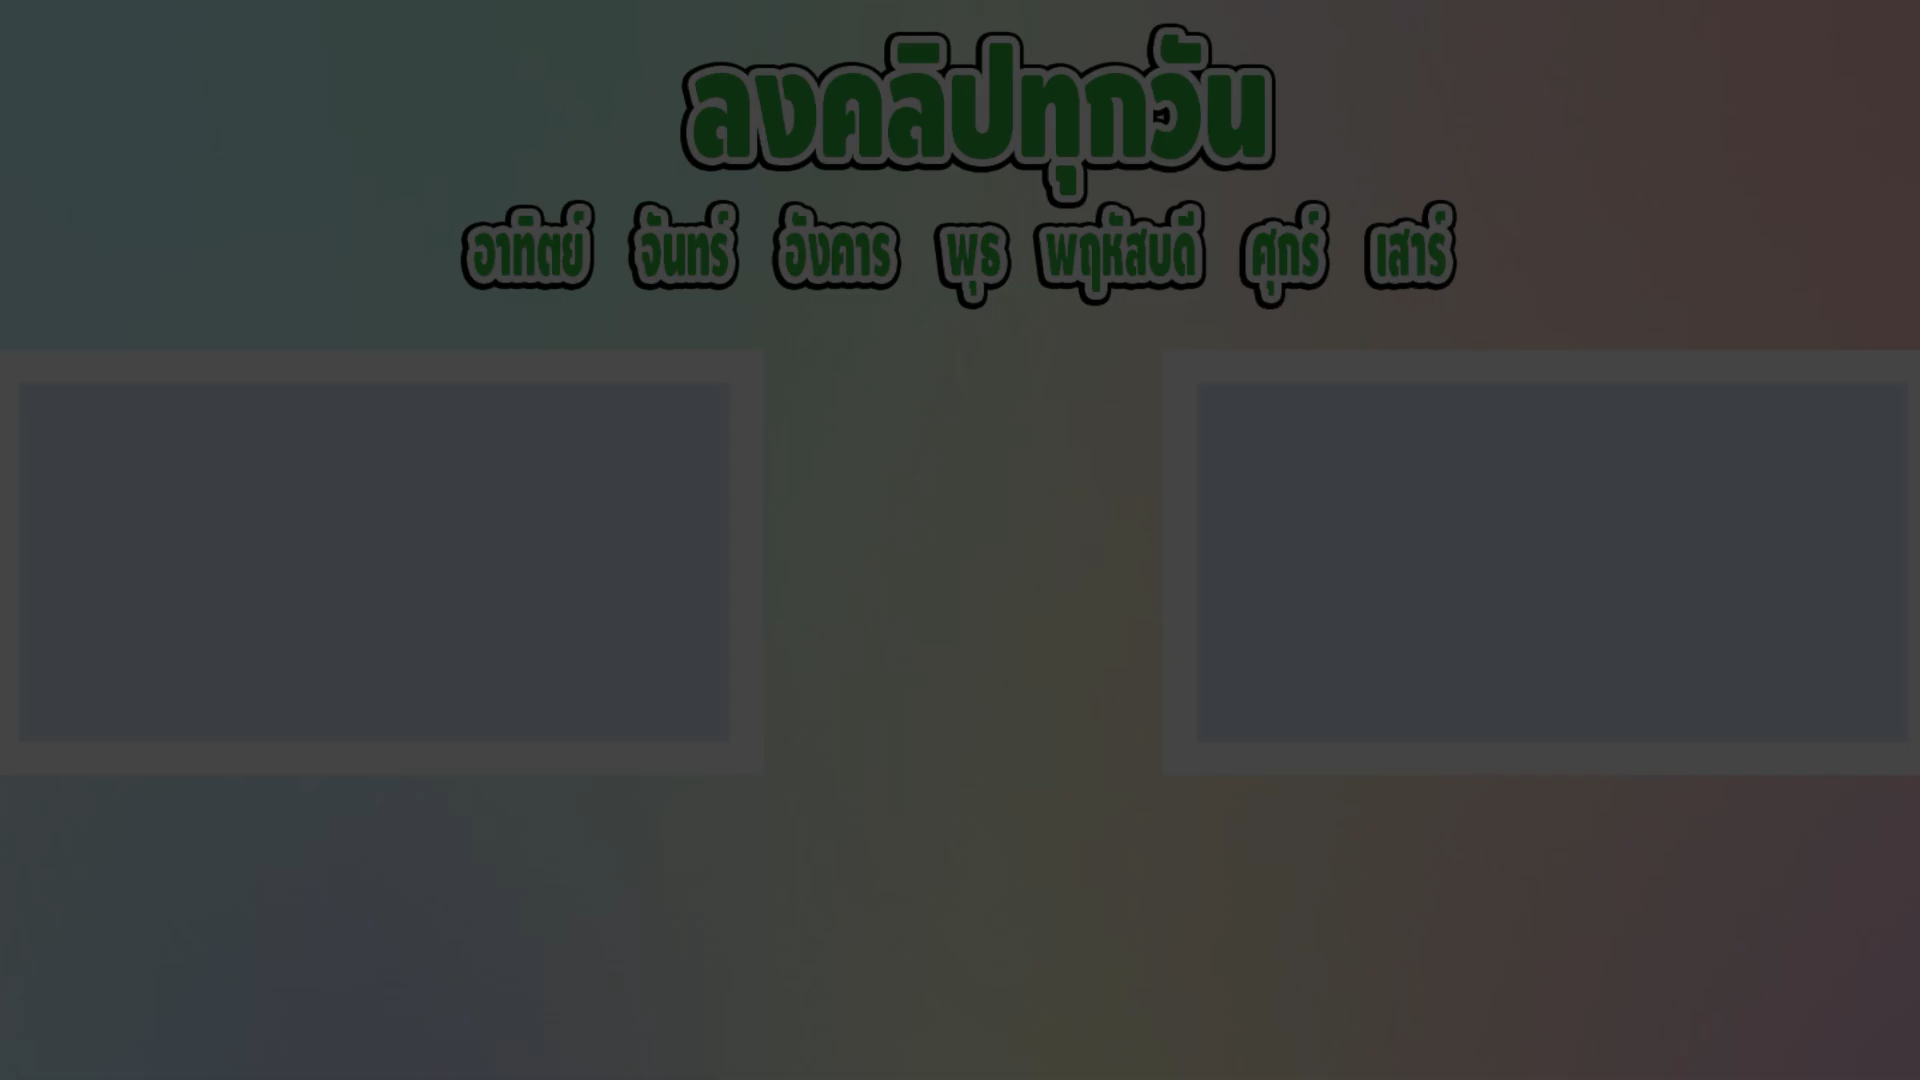 ลงคลิปทุกวัน
อาทิตย์ จันทร์ อังคาร พุธ พฤหัสบดี ศุกร์ เสาร์